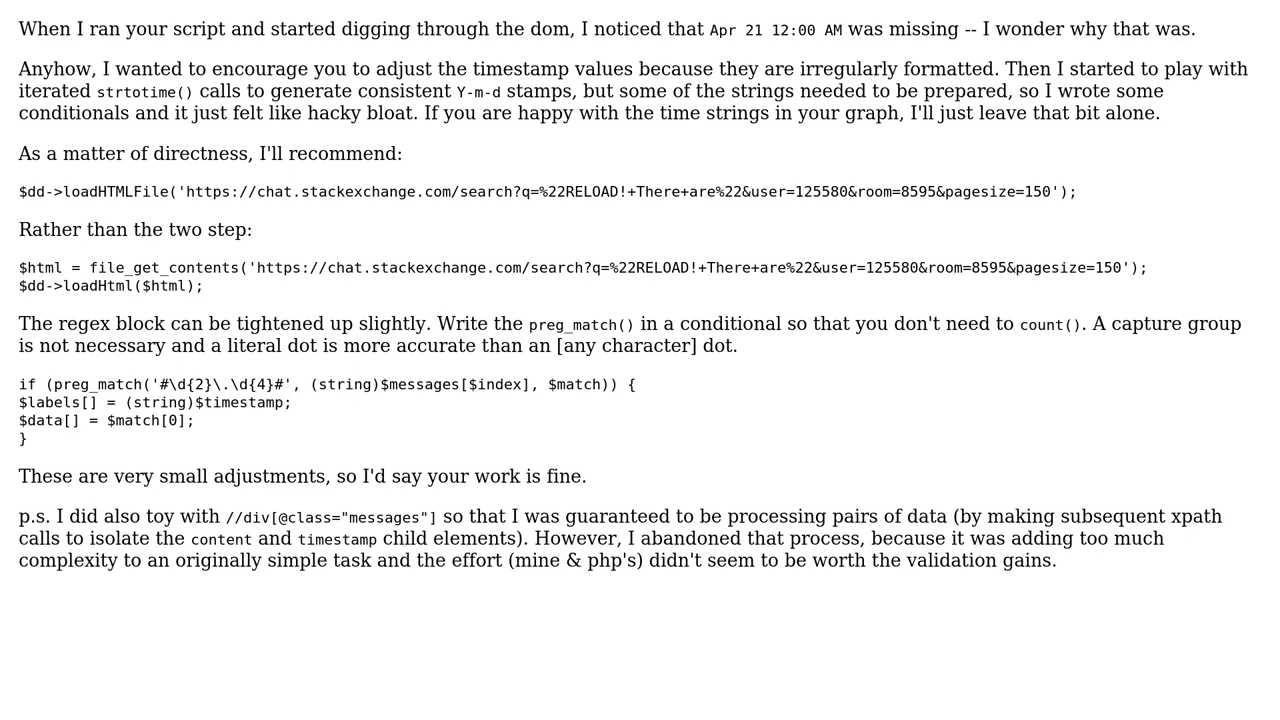 When I ran your script and started digging through the dom, I noticed that Apr 21 12:00 AM was missing -- I wonder why that was.
Anyhow, I wanted to encourage you to adjust the timestamp values because they are irregularly formatted. Then I started to play with
iterated strtotime() calls to generate consistent Y-m-d stamps, but some of the strings needed to be prepared, so I wrote some
conditionals and it just felt like hacky bloat. If you are happy with the time strings in your graph, I'll just leave that bit alone.
As a matter of directness, I'll recommend:
$dd->loadHTMLFile('https://chat.stackexchange.com/search?q=%22RELOAD!+There+are%22&user=125580&room=8595&pagesize=150');
Rather than the two step:
$html = file_get_contents('https://chat.stackexchange.com/search?q=%22RELOAD!+There+are%22&user=125580&room=8595&pagesize=150');
$dd->loadHtml($html);
The regex block can be tightened up slightly. Write the preg_match() in a conditional so that you don't need to count(). A capture group
is not necessary and a literal dot is more accurate than an [any character] dot.
if (preg_match('#\d{2}\.\d{4}#', (string)$messages[$index], $match)) {
$labels[] = (string)$timestamp;
$data[] = $match[0];
}
These are very small adjustments, so I'd say your work is fine.
p.s. I did also toy with //div[@class="messages"] so that I was guaranteed to be processing pairs of data (by making subsequent xpath
calls to isolate the content and timestamp child elements). However, I abandoned that process, because it was adding too much
complexity to an originally simple task and the effort (mine & php's) didn't seem to be worth the validation gains.